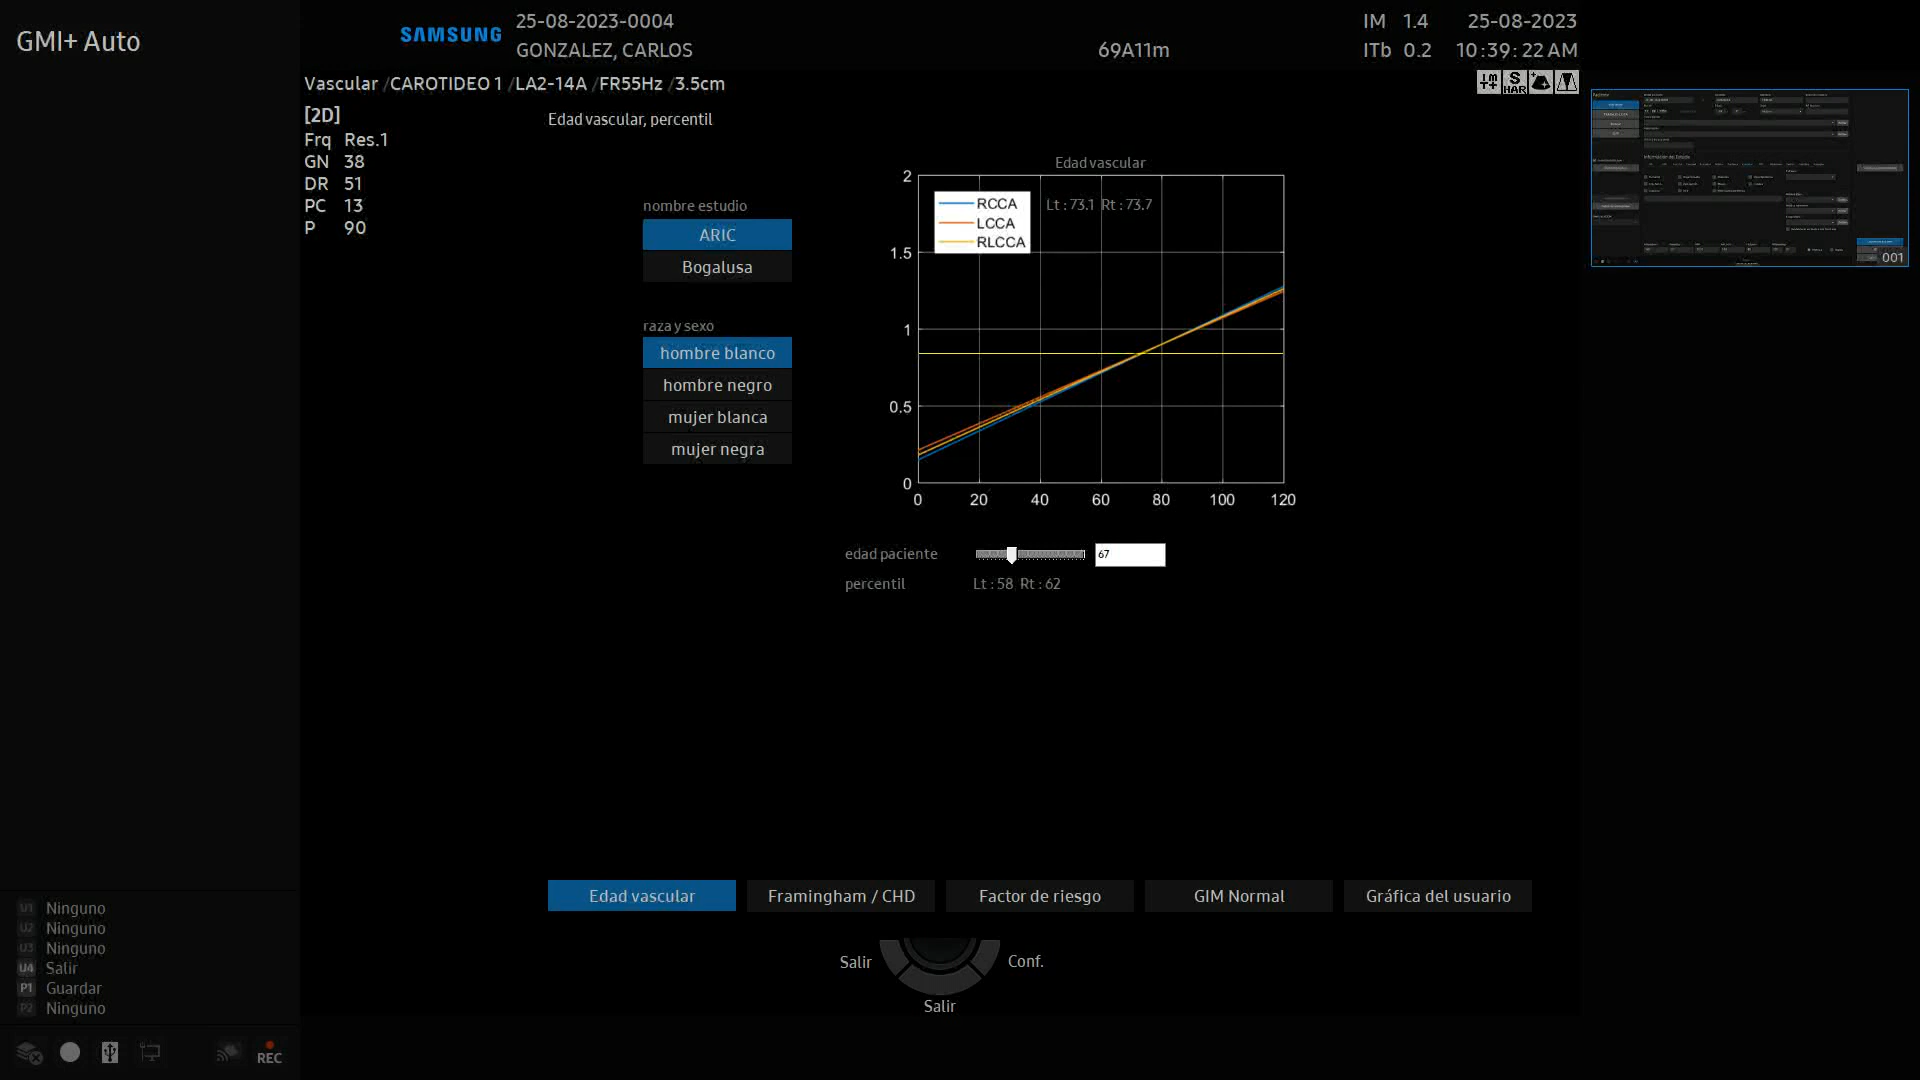 GMI+ Auto
SAMSUNG
25-08-2023-0004
GONZALEZ, CARLOS
69A11m
IM 1.4 25-08-2023
ITb 0.2 10:39:22 AM
Vascular /CAROTIDEO 1 /LA2-14A /FR55Hz /3.5cm
S
HAR
[2D]
Frq Res.1
GN 38
DR 51
PC 13
P 90
Edad vascular, percentil
nombre estudio
ARIC
Bogalusa
raza y sexo
hombre blanco
hombre negro
mujer blanca
mujer negra
Edad vascular
2
1.5
1
0.5
0
RCCA
LCCA
RLCCA
Lt : 73.1 Rt : 73.7
0 20 40 60 80 100 120
edad paciente
67
percentil
Lt : 58 Rt : 62
001
Edad vascular
Framingham / CHD
Factor de riesgo
GIM Normal
Gráfica del usuario
Salir
Conf.
Salir
U1 Ninguno
U2 Ninguno
U3 Ninguno
U4 Salir
P1 Guardar
P2 Ninguno
REC